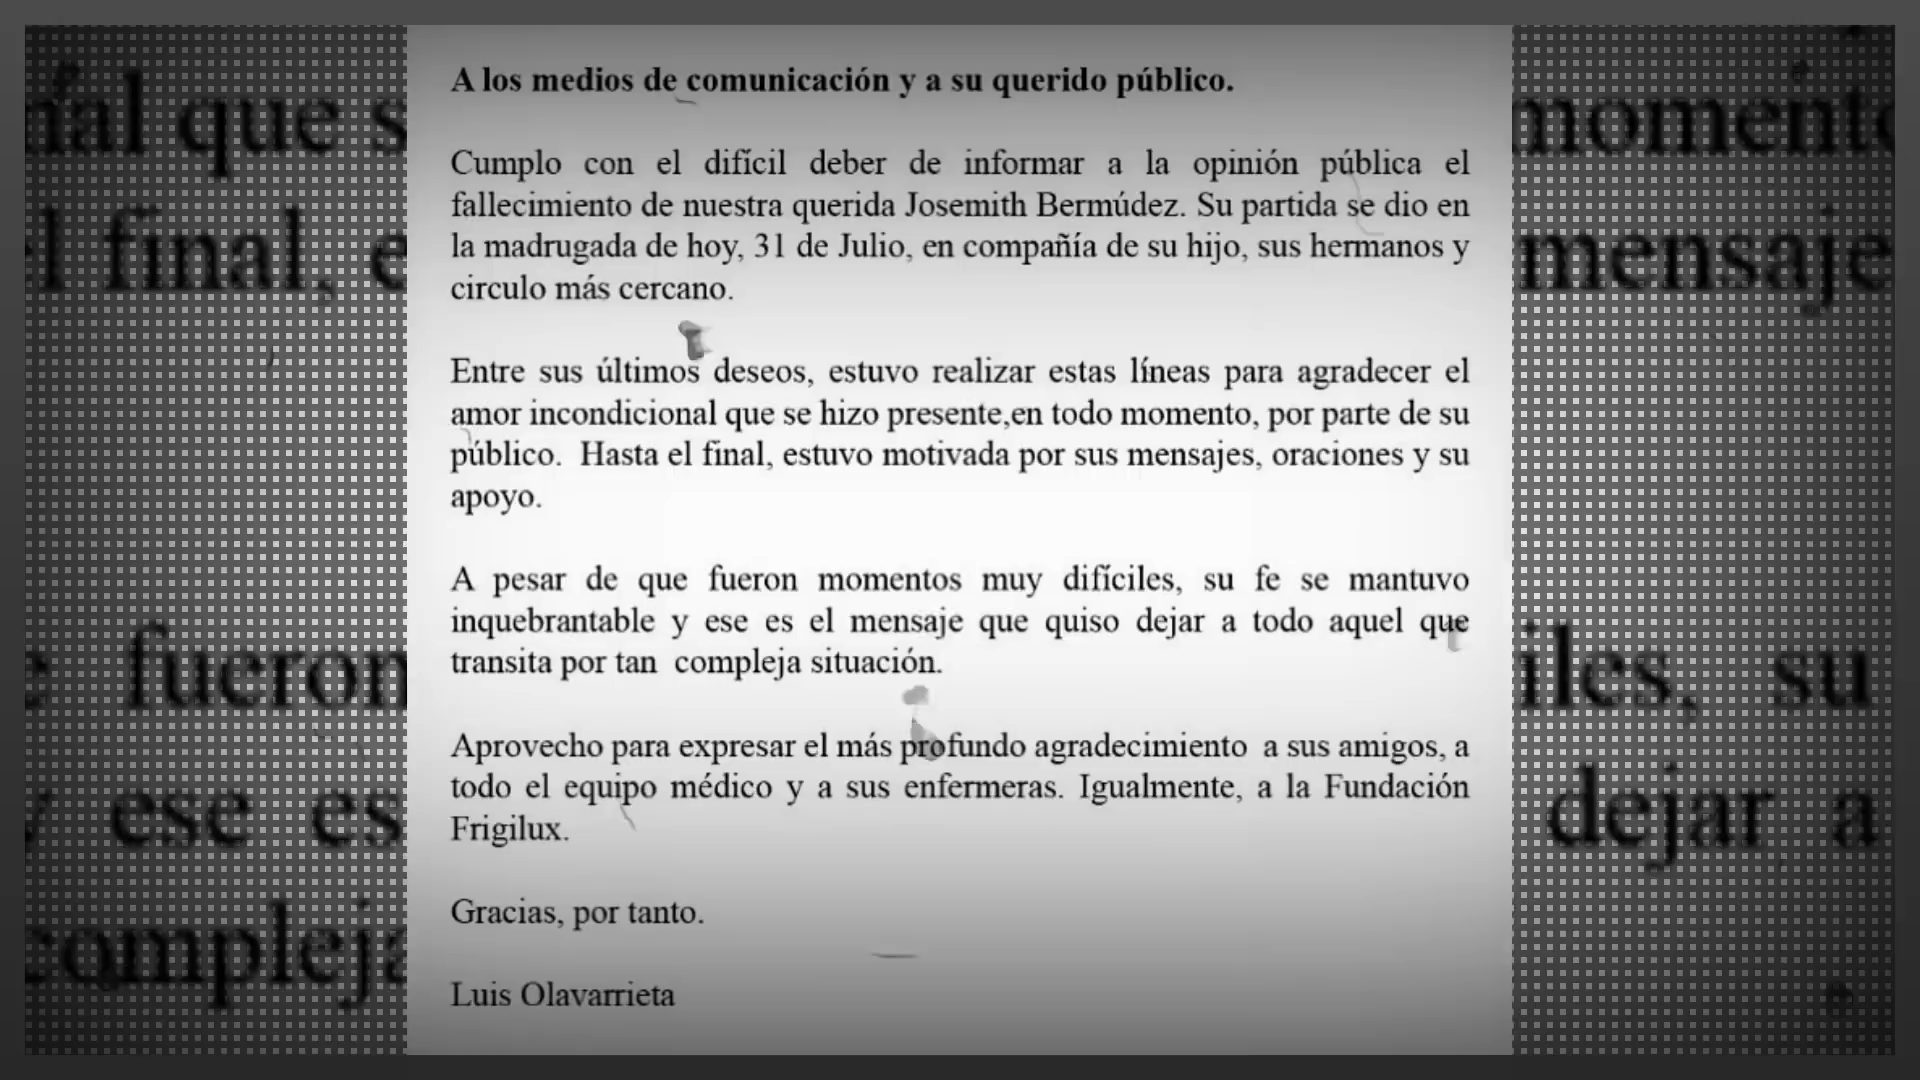 A los medios de comunicación y a su querido público.
Cumplo con el difícil deber de informar a la opinión pública el
fallecimiento de nuestra querida Josemith Bermúdez. Su partida se dio en
la madrugada de hoy, 31 de Julio, en compañía de su hijo, sus hermanos y
circulo más cercano.
Entre sus últimos deseos, estuvo realizar estas líneas para agradecer el
amor incondicional que se hizo presente,en todo momento, por parte de su
público. Hasta el final, estuvo motivada por sus mensajes, oraciones y su
apoyo.
A pesar de que fueron momentos muy difíciles, su fe se mantuvo
inquebrantable y ese es el mensaje que quiso dejar a todo aquel que
transita por tan compleja situación.
Aprovecho para expresar el más profundo agradecimiento a sus amigos, a
todo el equipo médico y a sus enfermeras. Igualmente, a la Fundación
Frigilux.
Gracias, por tanto.
Luis Olavarrieta